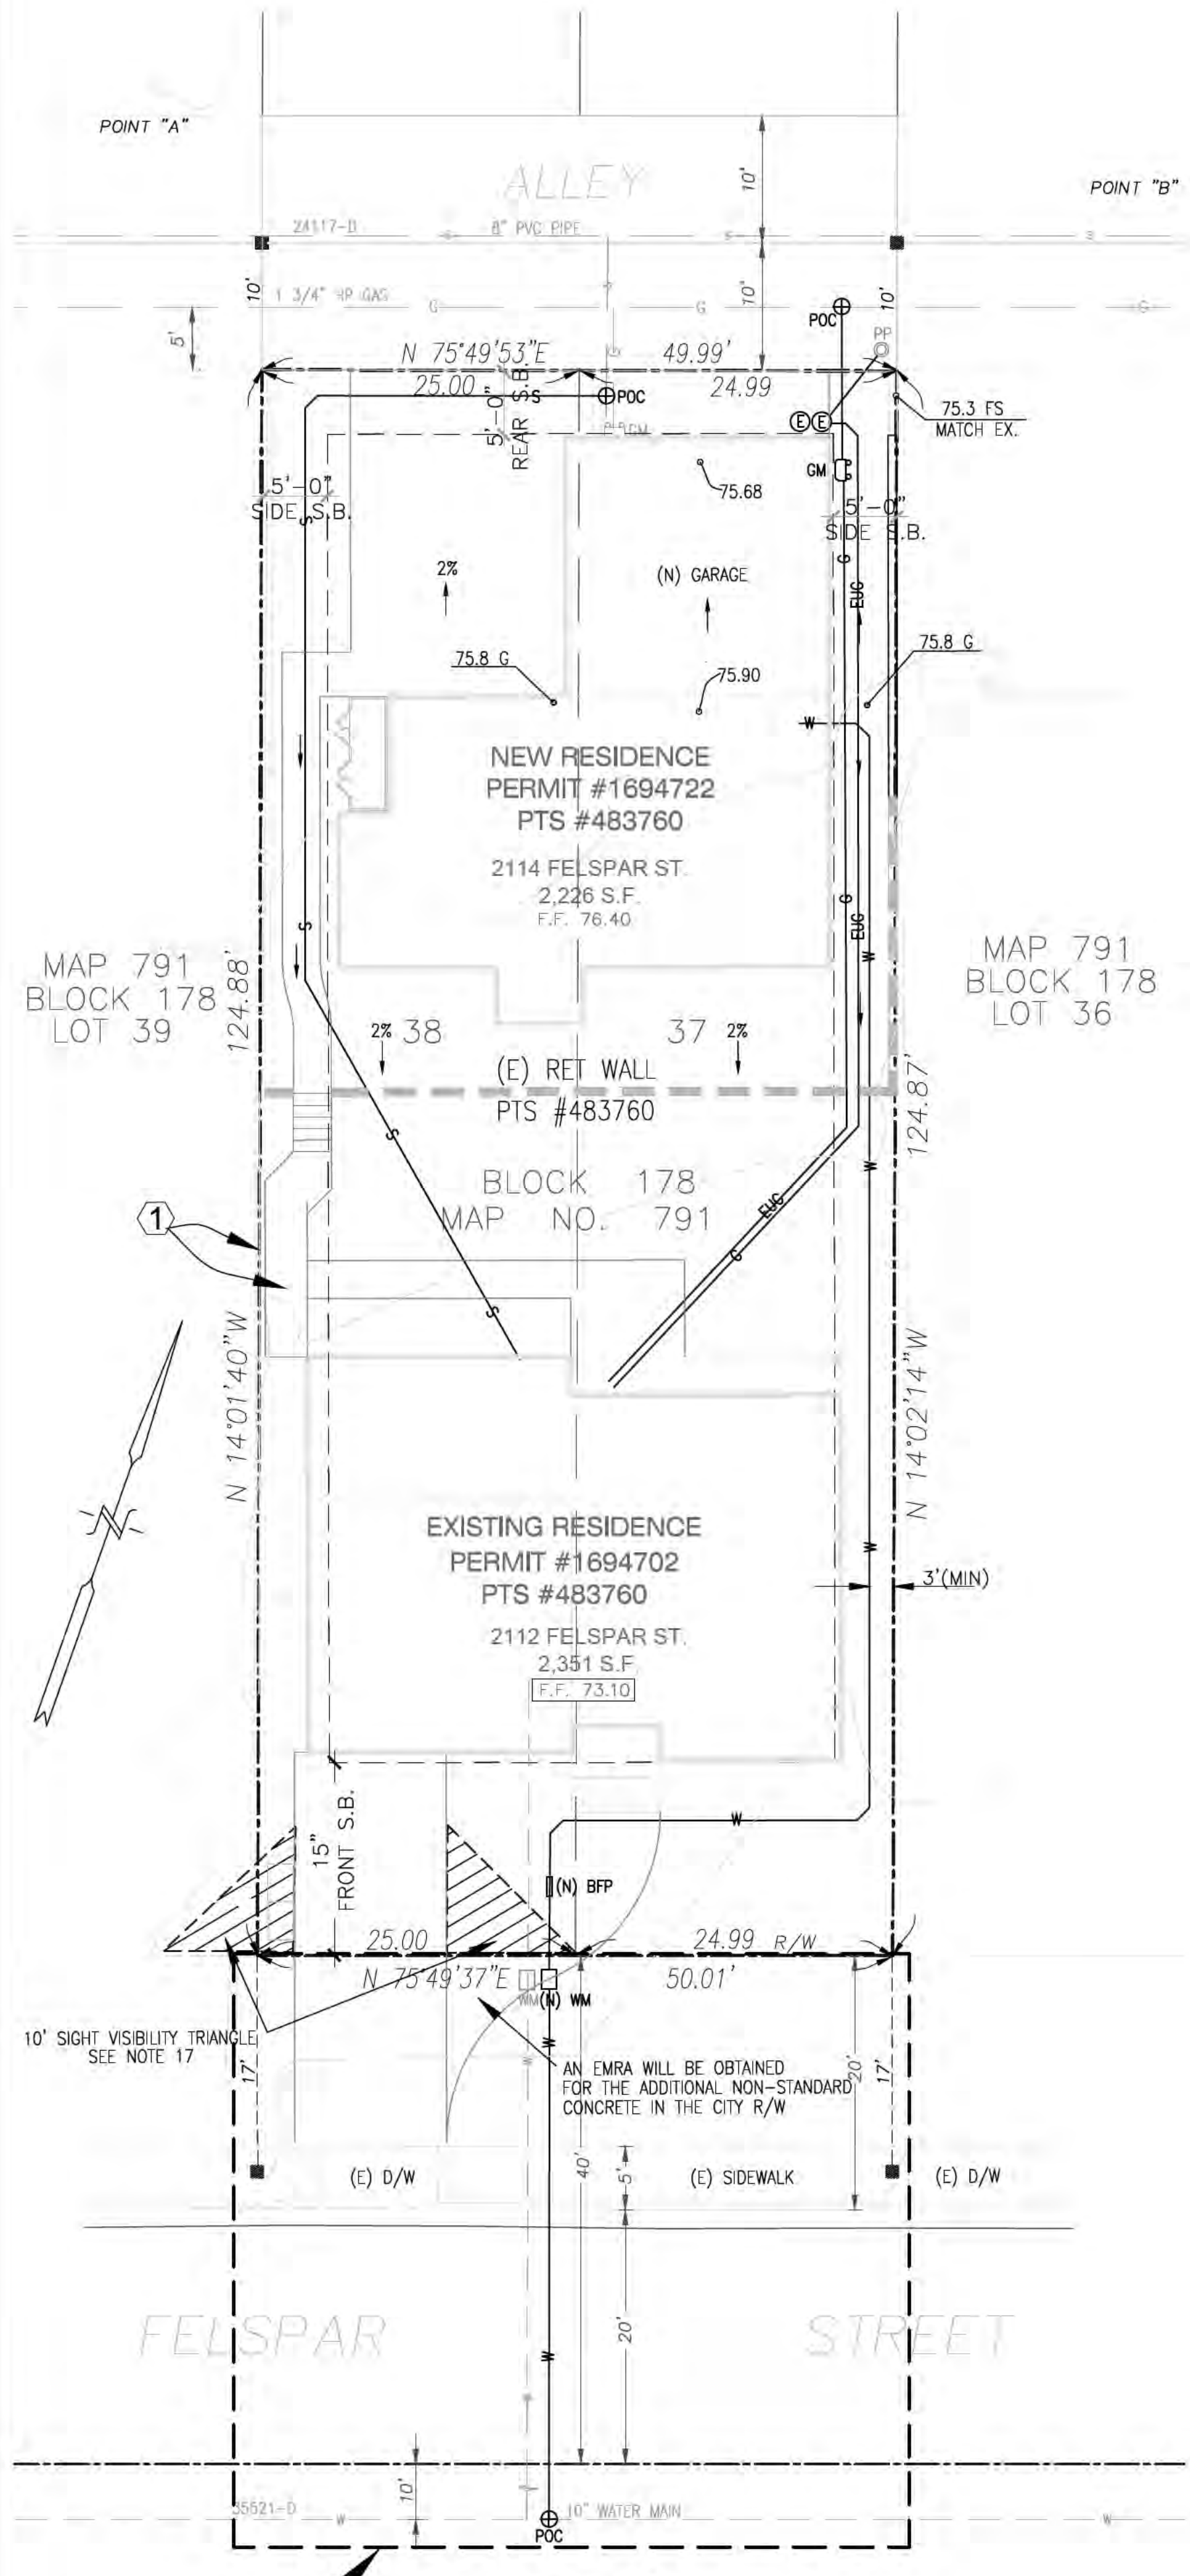 POINT "A"
ALLEY
10'
POINT "B"
24117-D
8" PVC PIPE
S
S
10'
10'
10'
1 3/4" HP GAS
G
G
G
5'
POC
PP
N 75°49'53"E
49.99'
25.00
S
POC
24.99
75.3 FS
MATCH EX.
5'-0"
REAR S.B.
E E
GM
GM
75.68
5'-0"
SIDE S.B.
5'-0"
SIDE S.B.
S
2%
(N) GARAGE
G
EUG
75.8 G
75.90
75.8 G
W
NEW RESIDENCE
PERMIT #1694722
PTS #483760
2114 FELSPAR ST.
2,226 S.F.
F.F. 76.40
S
G
EUG
W
MAP 791
BLOCK 178
LOT 39
124.88'
MAP 791
BLOCK 178
LOT 36
2% 38
37 2%
(E) RET WALL
PTS #483760
124.87'
S
W
BLOCK 178
MAP NO. 791
EUG
G
1
S
N 14°01'40"W
N 14°02'14"W
N
EXISTING RESIDENCE
PERMIT #1694702
PTS #483760
W
3'(MIN)
2112 FELSPAR ST.
2,351 S.F
F.F. 73.10
15"
FRONT S.B.
W
(N) BFP
25.00
24.99 R/W
N 75°49'37"E
50.01'
WM
(N) WM
10' SIGHT VISIBILITY TRIANGLE
SEE NOTE 17
W
W
AN EMRA WILL BE OBTAINED
FOR THE ADDITIONAL NON-STANDARD
CONCRETE IN THE CITY R/W
17'
20'
17'
40'
5'
(E) D/W
(E) SIDEWALK
(E) D/W
FELSPAR
STREET
20'
W
10'
35521-D
W
10" WATER MAIN
W
POC